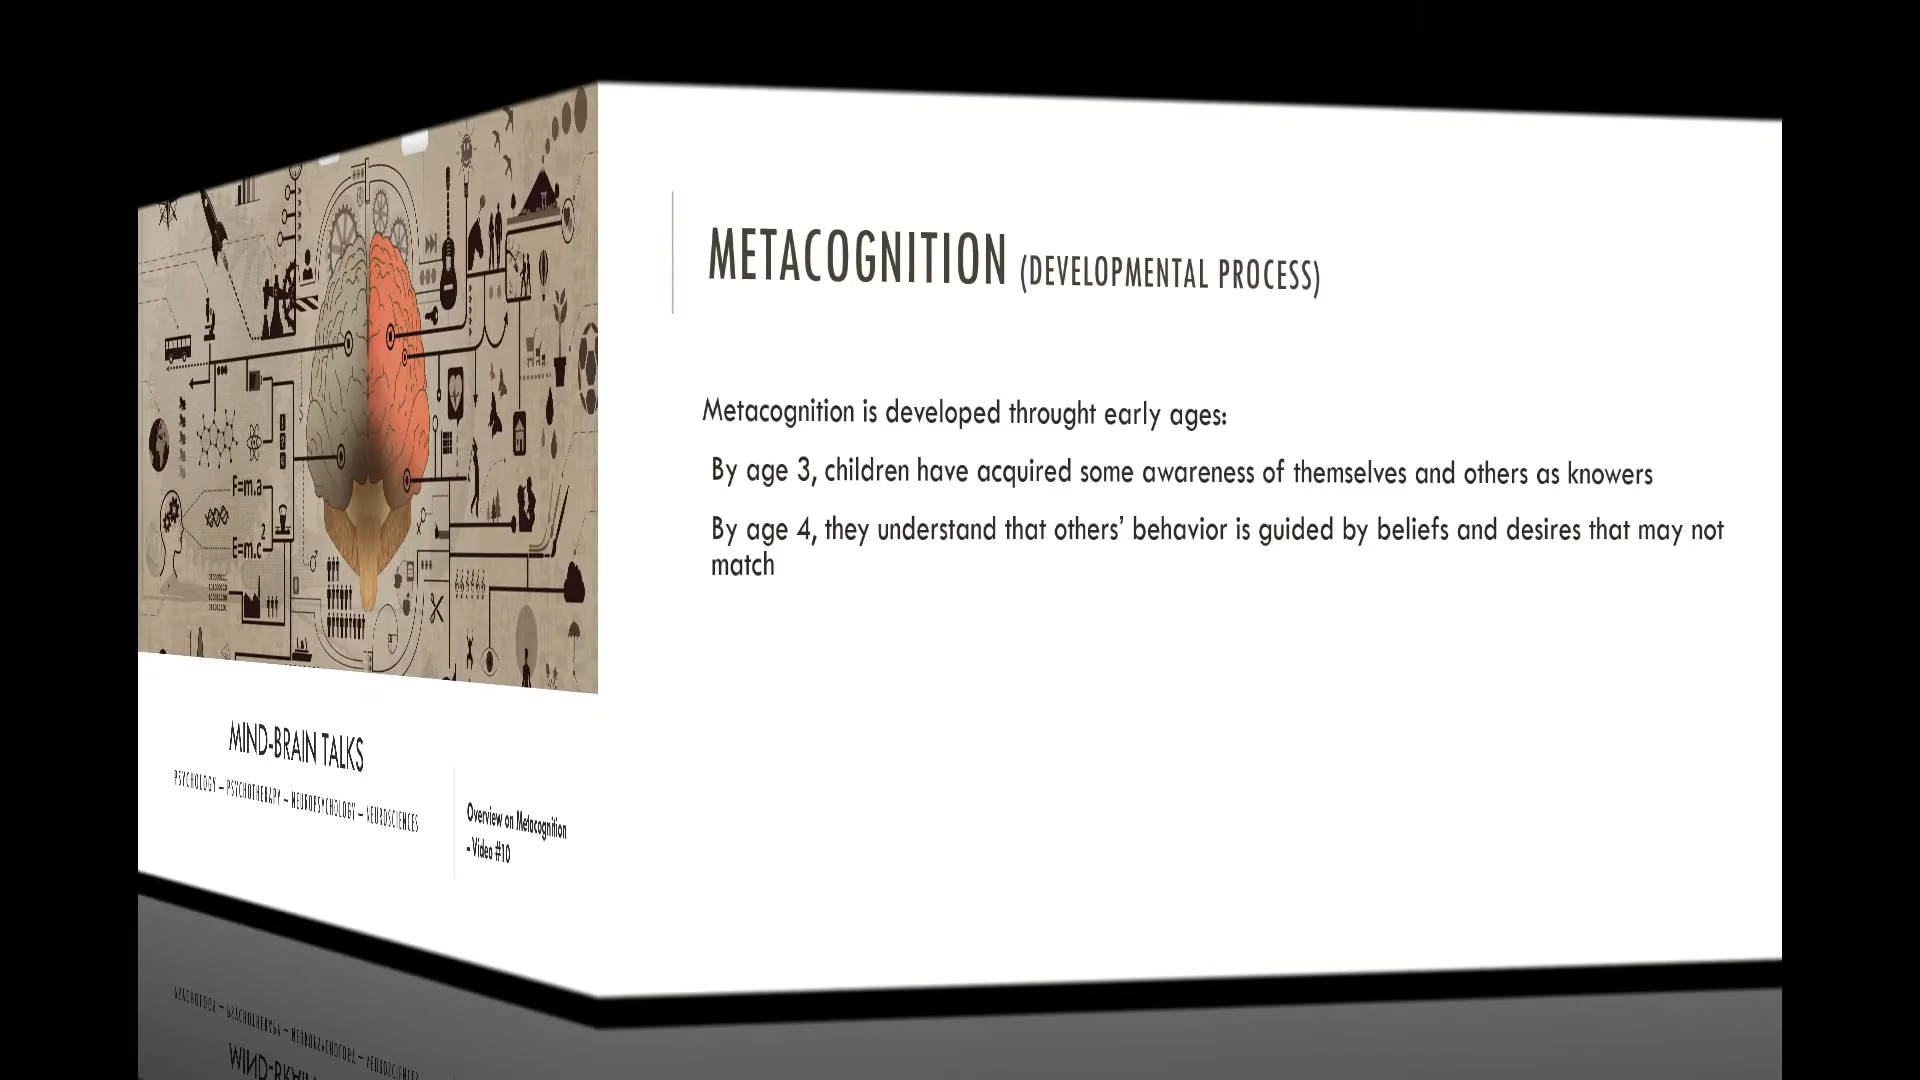 F=m.a
E=m.c2
MIND-BRAIN TALKS
PSYCHOLOGY – PSYCHOTHERAPY – NEUROPSYCHOLOGY – NEUROSCIENCES
Overview on Metacognition
- Video #10
METACOGNITION (DEVELOPMENTAL PROCESS)
Metacognition is developed throught early ages:
By age 3, children have acquired some awareness of themselves and others as knowers
By age 4, they understand that others’ behavior is guided by beliefs and desires that may not
match